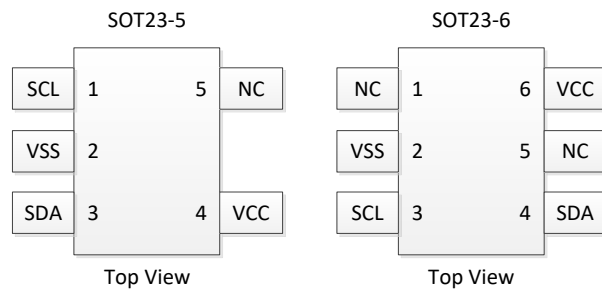 SOT23-5
SCL 1 5 NC
VSS 2
SDA 3 4 VCC
Top View
SOT23-6
NC 1 6 VCC
VSS 2 5 NC
SCL 3 4 SDA
Top View